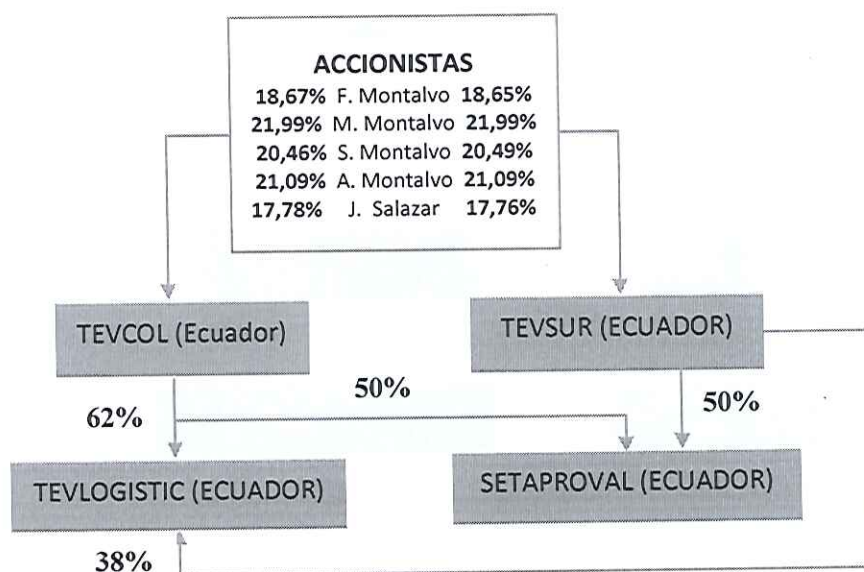 ACCIONISTAS
18,67% F. Montalvo 18,65%
21,99% M. Montalvo 21,99%
20,46% S. Montalvo 20,49%
21,09% A. Montalvo 21,09%
17,78% J. Salazar 17,76%
TEVCOL (Ecuador)
TEVSUR (ECUADOR)
50%
62%
50%
TEVLOGISTIC (ECUADOR)
SETAPROVAL (ECUADOR)
38%